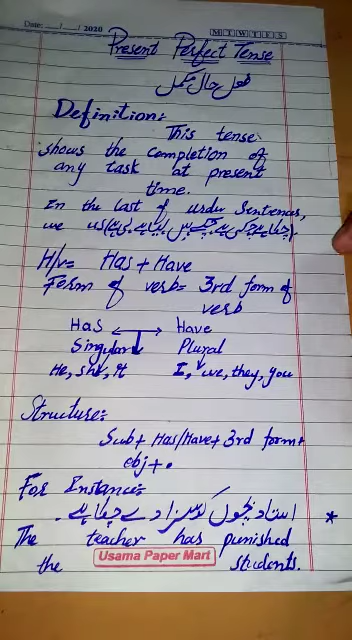 Date: __/__/2020 M T W T F S S
Present Perfect Tense
فعل حال مکمل
Definition:
This tense
shows the completion of
any task at present
time.
In the last of urdu Sentences,
we us
H/v= Has + Have
Form of verb= 3rd form of
verb
Has Have
Singular Plural
He, she, it I, we, they, you
Structure:
Sub+ Has/Have+ 3rd form+
obj+.
For Instance:
استاد بچوں کو سزا دے چکا ہے۔ *
The teacher has punished
the students.
Usama Paper Mart